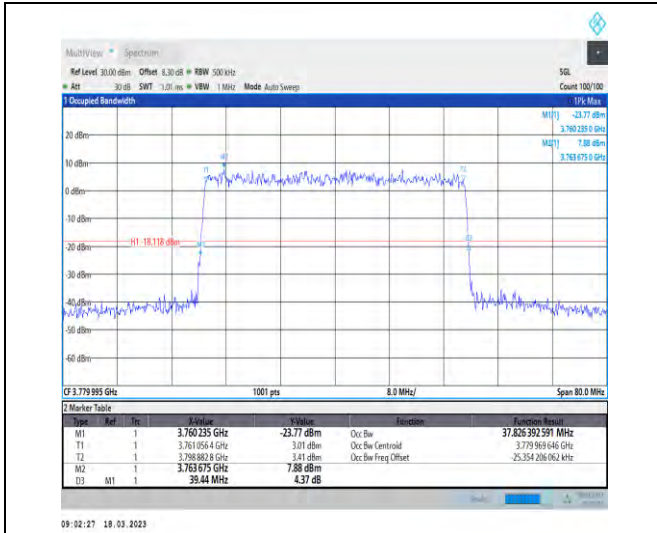 MultiView Spectrum
Ref Level 30.00 dBm Offset 8.30 dB RBW 500 kHz SGL
Att 30 dB SWT 1.01 ms VBW 1 MHz Mode Auto Sweep Count 100/100
1 Occupied Bandwidth 1Pk Max
M1[1] -23.77 dBm
3.760 235 0 GHz
M2[1] 7.88 dBm
3.763 675 0 GHz
20 dBm
10 dBm
0 dBm
-10 dBm
-20 dBm
-30 dBm
-40 dBm
-50 dBm
-60 dBm
T1
M2
T2
H1 -18.118 dBm
M1
D3
CF 3.779 995 GHz 1001 pts 8.0 MHz/ Span 80.0 MHz
2 Marker Table
Type Ref Trc X-Value Y-Value Function Function Result
M1 1 3.760 235 GHz -23.77 dBm Occ Bw 37.826 392 591 MHz
T1 1 3.761 056 4 GHz 3.01 dBm Occ Bw Centroid 3.779 969 646 GHz
T2 1 3.798 882 8 GHz 3.41 dBm Occ Bw Freq Offset -25.354 206 062 kHz
M2 1 3.763 675 GHz 7.88 dBm
D3 M1 1 39.44 MHz 4.37 dB
09:02:27 18.03.2023